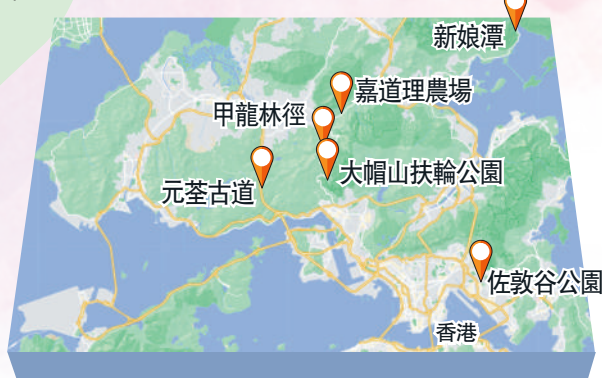 新娘潭
嘉道理農場
甲龍林徑
大帽山扶輪公園
元荃古道
佐敦谷公園
香港